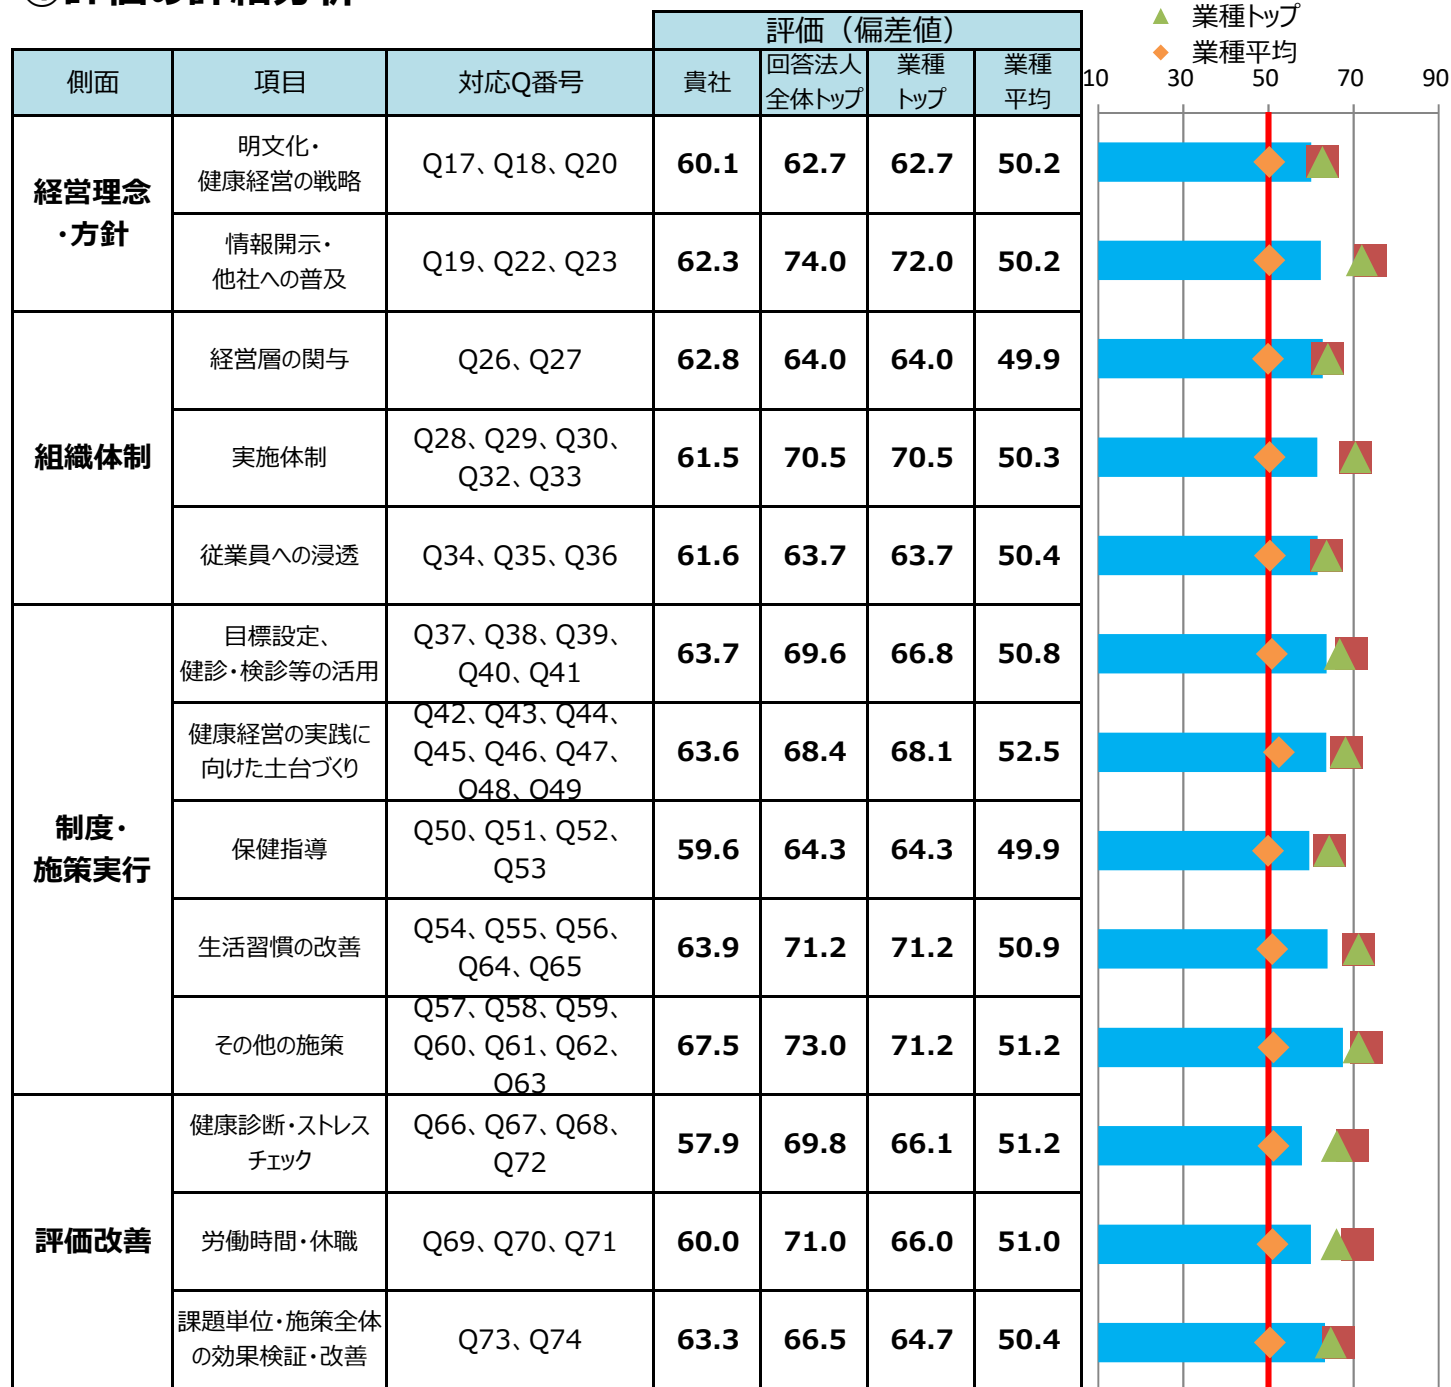 評価の詳細分析
▲ 業種トップ
◆ 業種平均
評価（偏差値）
側面 項目 対応Q番号 貴社 回答法人全体トップ 業種トップ 業種平均
10 30 50 70 90
経営理念・方針
明文化・健康経営の戦略 Q17、Q18、Q20 60.1 62.7 62.7 50.2
情報開示・他社への普及 Q19、Q22、Q23 62.3 74.0 72.0 50.2
組織体制
経営層の関与 Q26、Q27 62.8 64.0 64.0 49.9
実施体制 Q28、Q29、Q30、Q32、Q33 61.5 70.5 70.5 50.3
従業員への浸透 Q34、Q35、Q36 61.6 63.7 63.7 50.4
制度・施策実行
目標設定、健診・検診等の活用 Q37、Q38、Q39、Q40、Q41 63.7 69.6 66.8 50.8
健康経営の実践に向けた土台づくり Q42、Q43、Q44、Q45、Q46、Q47、Q48、Q49 63.6 68.4 68.1 52.5
保健指導 Q50、Q51、Q52、Q53 59.6 64.3 64.3 49.9
生活習慣の改善 Q54、Q55、Q56、Q64、Q65 63.9 71.2 71.2 50.9
その他の施策 Q57、Q58、Q59、Q60、Q61、Q62、Q63 67.5 73.0 71.2 51.2
評価改善
健康診断・ストレスチェック Q66、Q67、Q68、Q72 57.9 69.8 66.1 51.2
労働時間・休職 Q69、Q70、Q71 60.0 71.0 66.0 51.0
課題単位・施策全体の効果検証・改善 Q73、Q74 63.3 66.5 64.7 50.4